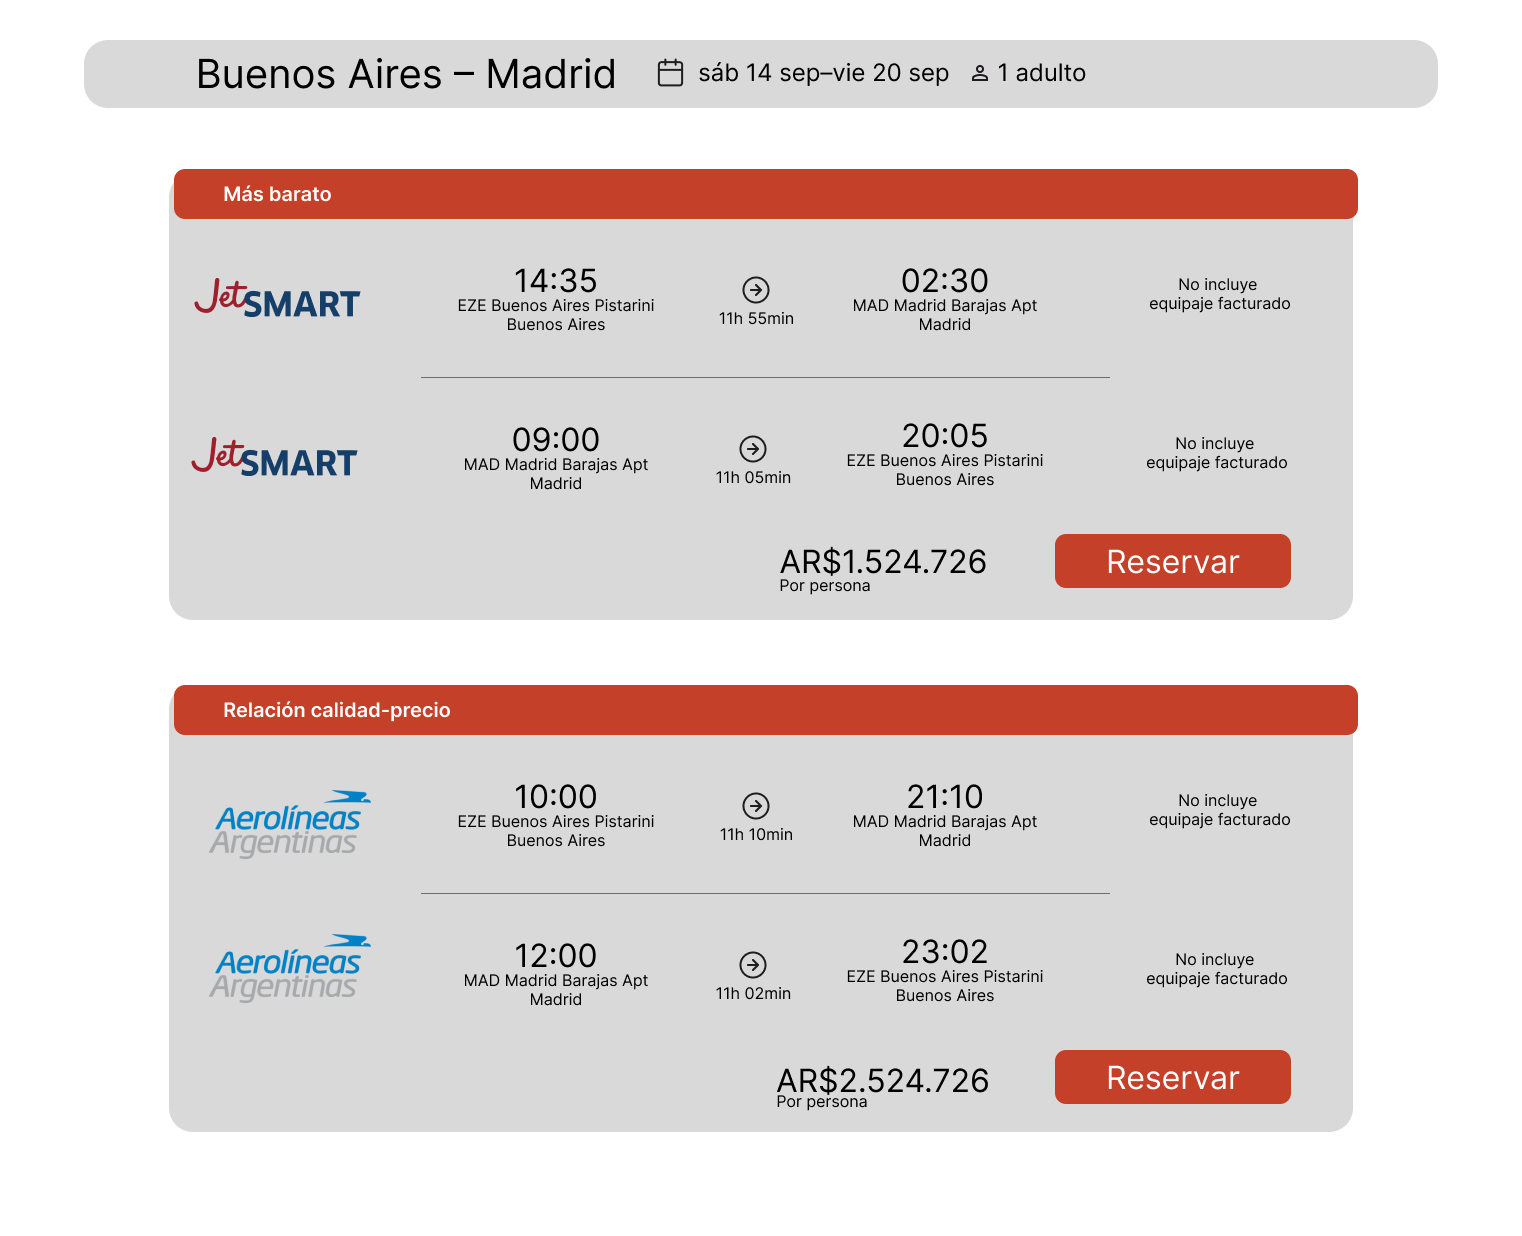 Buenos Aires – Madrid
sáb 14 sep–vie 20 sep
1 adulto
Más barato
JetSMART
14:35
EZE Buenos Aires Pistarini
Buenos Aires
11h 55min
02:30
MAD Madrid Barajas Apt
Madrid
No incluye
equipaje facturado
JetSMART
09:00
MAD Madrid Barajas Apt
Madrid
11h 05min
20:05
EZE Buenos Aires Pistarini
Buenos Aires
No incluye
equipaje facturado
AR$1.524.726
Por persona
Reservar
Relación calidad-precio
Aerolíneas
Argentinas
10:00
EZE Buenos Aires Pistarini
Buenos Aires
11h 10min
21:10
MAD Madrid Barajas Apt
Madrid
No incluye
equipaje facturado
Aerolíneas
Argentinas
12:00
MAD Madrid Barajas Apt
Madrid
11h 02min
23:02
EZE Buenos Aires Pistarini
Buenos Aires
No incluye
equipaje facturado
AR$2.524.726
Por persona
Reservar